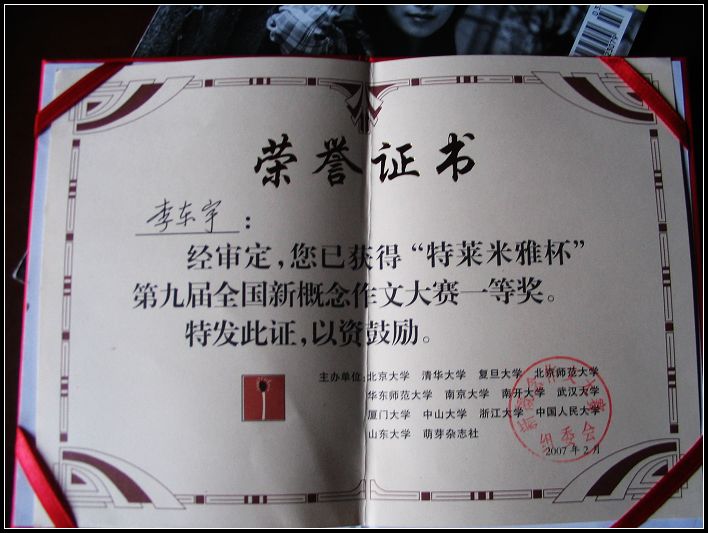 荣誉证书
李东宇：
经审定，您已获得“特莱米雅杯”
第九届全国新概念作文大赛一等奖。
特发此证，以资鼓励。
主办单位：北京大学 清华大学 复旦大学 北京师范大学
华东师范大学 南京大学 南开大学 武汉大学
厦门大学 中山大学 浙江大学 中国人民大学
山东大学 萌芽杂志社
组委会
2007年2月